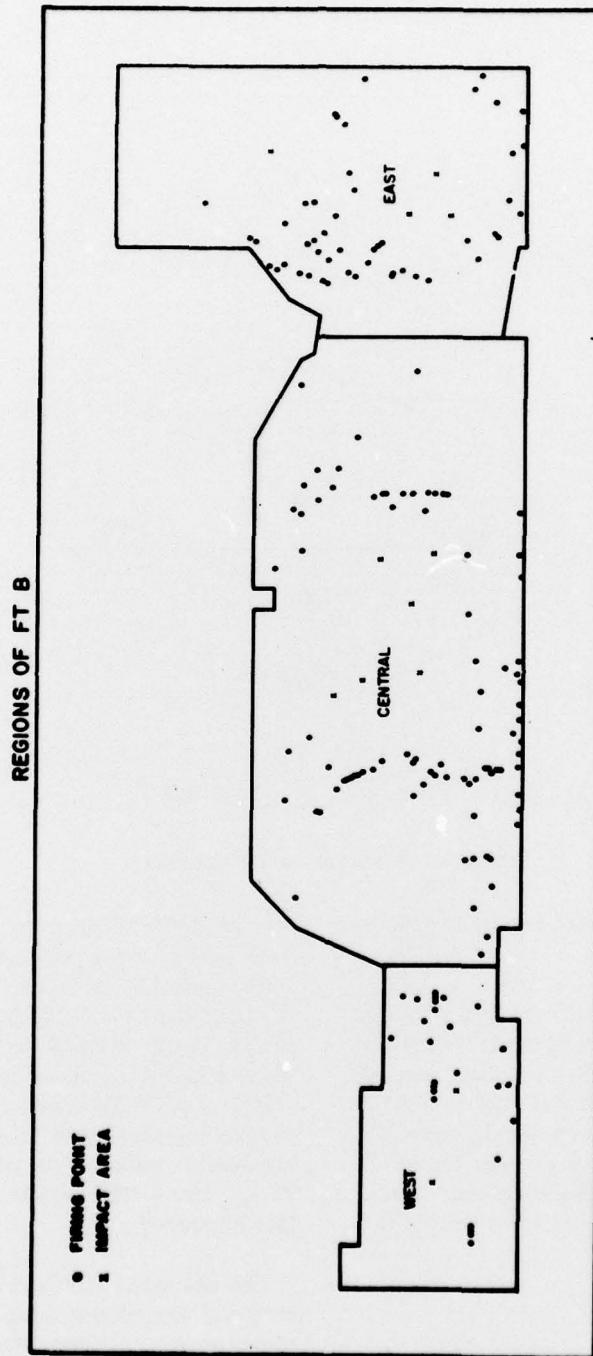 REGIONS OF FT B
● FIRING POINT
x IMPACT AREA
WEST
CENTRAL
EAST